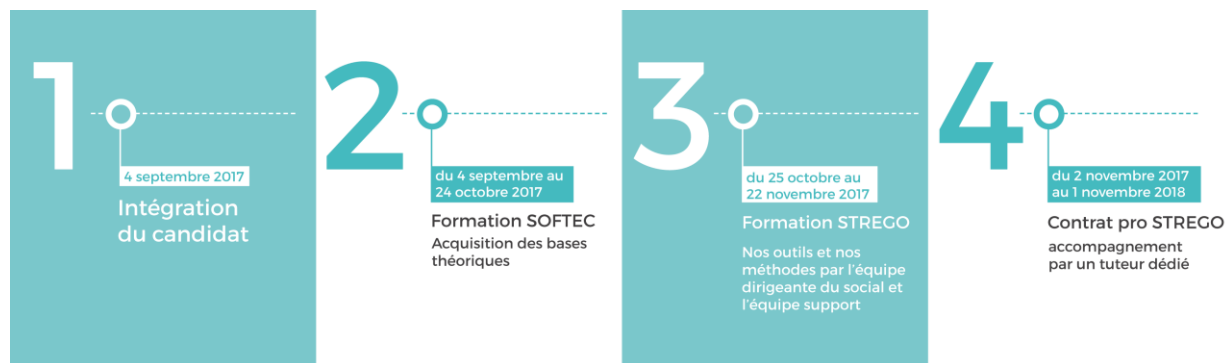 1
4 septembre 2017
Intégration
du candidat
2
du 4 septembre au
24 octobre 2017
Formation SOFTEC
Acquisition des bases
théoriques
3
du 25 octobre au
22 novembre 2017
Formation STREGO
Nos outils et nos
méthodes par l'équipe
dirigeante du social et
l'équipe support
4
du 2 novembre 2017
au 1 novembre 2018
Contrat pro STREGO
accompagnement
par un tuteur dédié